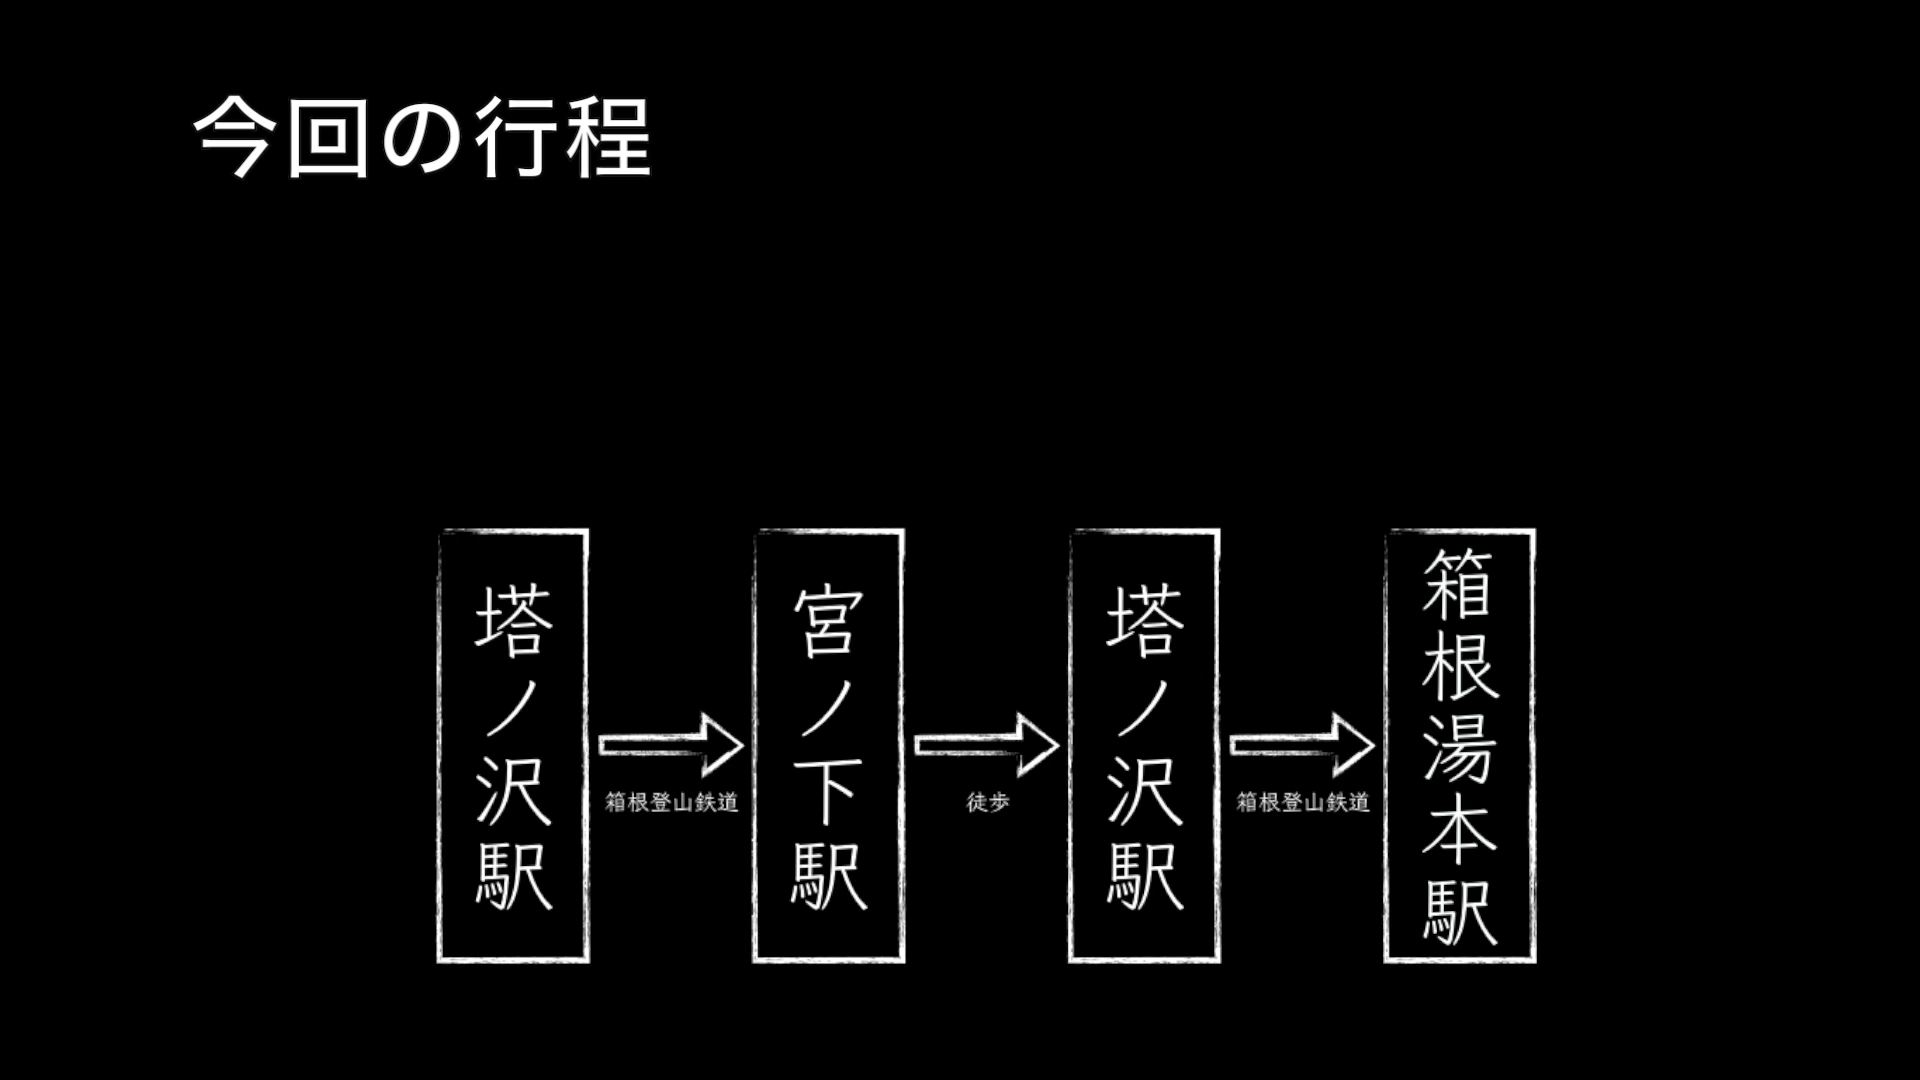 今回の行程
塔ノ沢駅
箱根登山鉄道
宮ノ下駅
徒歩
塔ノ沢駅
箱根登山鉄道
箱根湯本駅